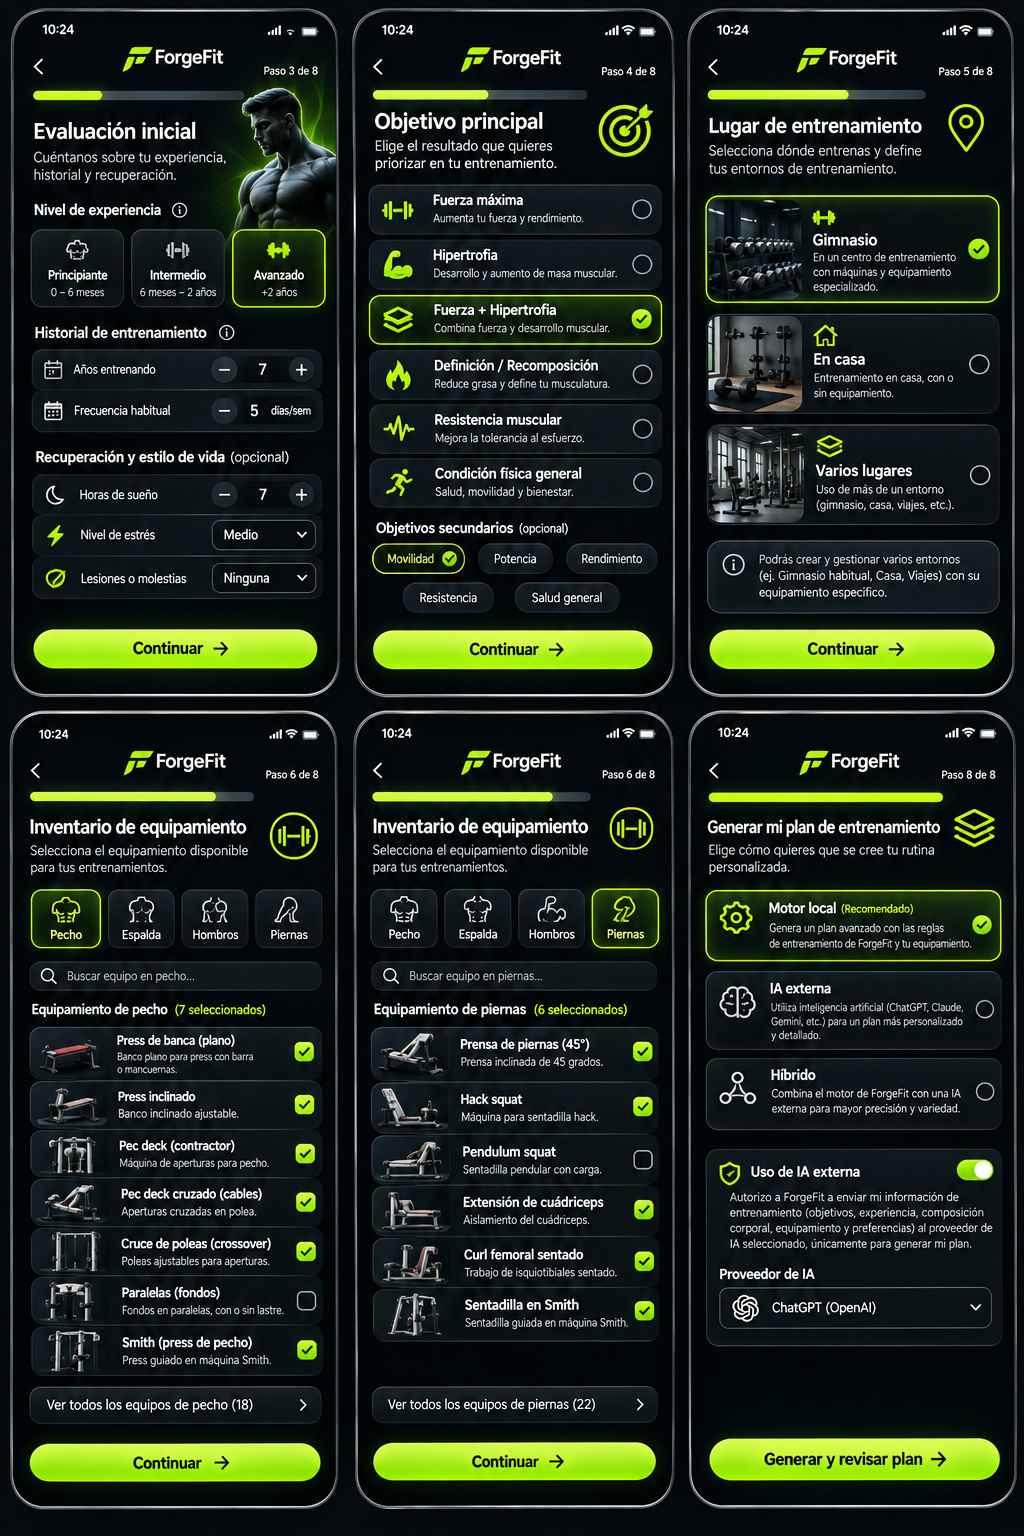 10:24
ForgeFit
Paso 3 de 8
Evaluación inicial
Cuéntanos sobre tu experiencia,
historial y recuperación.
Nivel de experiencia
Principiante
0 – 6 meses
Intermedio
6 meses – 2 años
Avanzado
+2 años
Historial de entrenamiento
Años entrenando
7
Frecuencia habitual
5 dias/sem
Recuperación y estilo de vida (opcional)
Horas de sueño
7
Nivel de estrés
Medio
Lesiones o molestias
Ninguna
Continuar
10:24
ForgeFit
Paso 4 de 8
Objetivo principal
Elige el resultado que quieres
priorizar en tu entrenamiento.
Fuerza máxima
Aumenta tu fuerza y rendimiento.
Hipertrofia
Desarrollo y aumento de masa muscular.
Fuerza + Hipertrofia
Combina fuerza y desarrollo muscular.
Definición / Recomposición
Reduce grasa y define tu musculatura.
Resistencia muscular
Mejora la tolerancia al esfuerzo.
Condición física general
Salud, movilidad y bienestar.
Objetivos secundarios (opcional)
Movilidad
Potencia
Rendimiento
Resistencia
Salud general
Continuar
10:24
ForgeFit
Paso 5 de 8
Lugar de entrenamiento
Selecciona dónde entrenas y define
tus entornos de entrenamiento.
Gimnasio
En un centro de entrenamiento
con máquinas y equipamiento
especializado.
En casa
Entrenamiento en casa, con o
sin equipamiento.
Varios lugares
Uso de más de un entorno
(gimnasio, casa, viajes, etc.).
Podrás crear y gestionar varios entornos
(ej. Gimnasio habitual, Casa, Viajes) con su
equipamiento especifico.
Continuar
10:24
ForgeFit
Paso 6 de 8
Inventario de equipamiento
Selecciona el equipamiento disponible
para tus entrenamientos.
Pecho
Espalda
Hombros
Piernas
Buscar equipo en pecho...
Equipamiento de pecho (7 seleccionados)
Press de banca (plano)
Banco plano para press con barra
o mancuernas.
Press inclinado
Banco inclinado ajustable.
Pec deck (contractor)
Máquina de aperturas para pecho.
Pec deck cruzado (cables)
Aperturas cruzadas en polea.
Cruce de poleas (crossover)
Poleas ajustables para aperturas.
Paralelas (fondos)
Fondos en paralelas, con o sin lastre.
Smith (press de pecho)
Press guiado en máquina Smith.
Ver todos los equipos de pecho (18)
Continuar
10:24
ForgeFit
Paso 6 de 8
Inventario de equipamiento
Selecciona el equipamiento disponible
para tus entrenamientos.
Pecho
Espalda
Hombros
Piernas
Buscar equipo en piernas...
Equipamiento de piernas (6 seleccionados)
Prensa de piernas (45°)
Prensa inclinada de 45 grados.
Hack squat
Máquina para sentadilla hack.
Pendulum squat
Sentadilla pendular con carga.
Extensión de cuádriceps
Aislamiento del cuádriceps.
Curl femoral sentado
Trabajo de isquiotibiales sentado.
Sentadilla en Smith
Sentadilla guiada en máquina Smith.
Ver todos los equipos de piernas (22)
Continuar
10:24
ForgeFit
Paso 8 de 8
Generar mi plan de entrenamiento
Elige cómo quieres que se cree tu rutina
personalizada.
Motor local (Recomendado)
Genera un plan avanzado con las reglas
de entrenamiento de ForgeFit y tu equipamiento.
IA externa
Utiliza inteligencia artificial (ChatGPT, Claude,
Gemini, etc.) para un plan más personalizado
y detallado.
Híbrido
Combina el motor de ForgeFit con una IA
externa para mayor precisión y variedad.
Uso de IA externa
Autorizo a ForgeFit a enviar mi información de
entrenamiento (objetivos, experiencia, composición
corporal, equipamiento y preferencias) al proveedor de
IA seleccionado, únicamente para generar mi plan.
Proveedor de IA
ChatGPT (OpenAI)
Generar y revisar plan